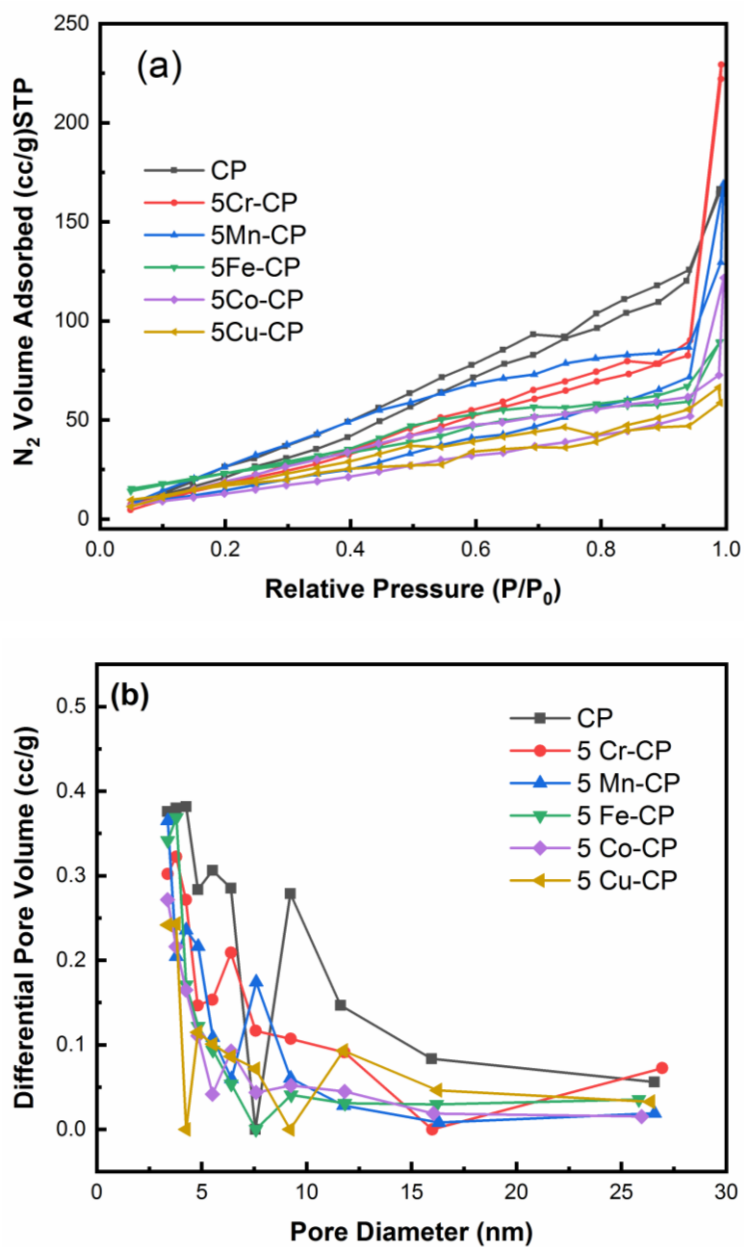 (a)
N₂ Volume Adsorbed (cc/g)STP
250
200
150
100
50
0
CP
5Cr-CP
5Mn-CP
5Fe-CP
5Co-CP
5Cu-CP
0.0 0.2 0.4 0.6 0.8 1.0
Relative Pressure (P/P₀)
(b)
Differential Pore Volume (cc/g)
0.5
0.4
0.3
0.2
0.1
0.0
CP
5 Cr-CP
5 Mn-CP
5 Fe-CP
5 Co-CP
5 Cu-CP
0 5 10 15 20 25 30
Pore Diameter (nm)